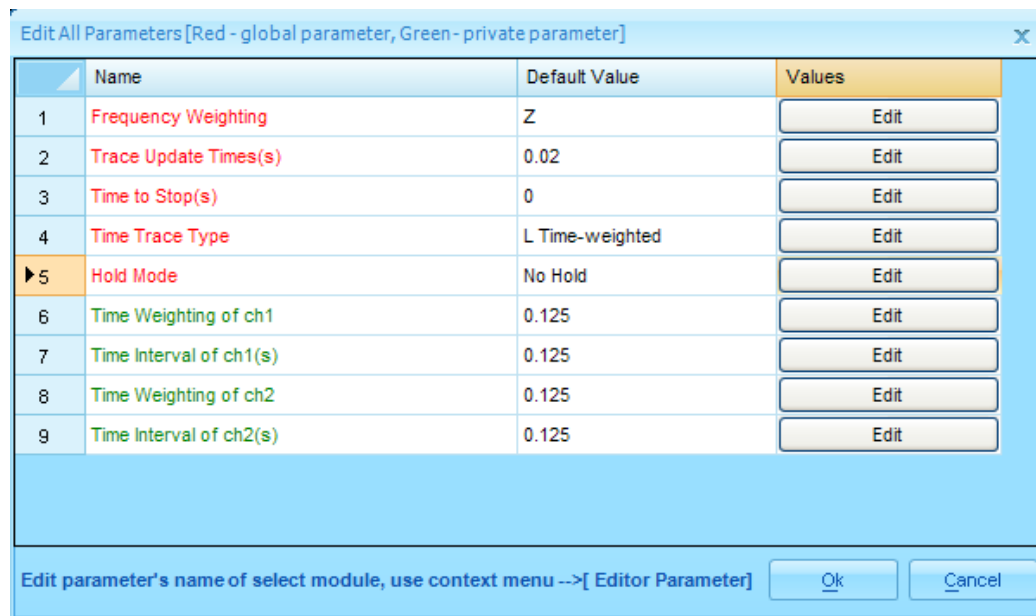 Edit All Parameters [Red - global parameter, Green - private parameter] x
Name Default Value Values
1 Frequency Weighting Z Edit
2 Trace Update Times(s) 0.02 Edit
3 Time to Stop(s) 0 Edit
4 Time Trace Type L Time-weighted Edit
5 Hold Mode No Hold Edit
6 Time Weighting of ch1 0.125 Edit
7 Time Interval of ch1(s) 0.125 Edit
8 Time Weighting of ch2 0.125 Edit
9 Time Interval of ch2(s) 0.125 Edit
Edit parameter's name of select module, use context menu -->[ Editor Parameter] Ok Cancel